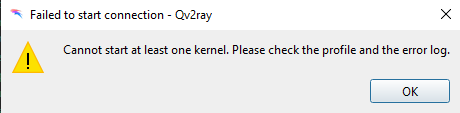 Failed to start connection - Qv2ray
Cannot start at least one kernel. Please check the profile and the error log.
OK